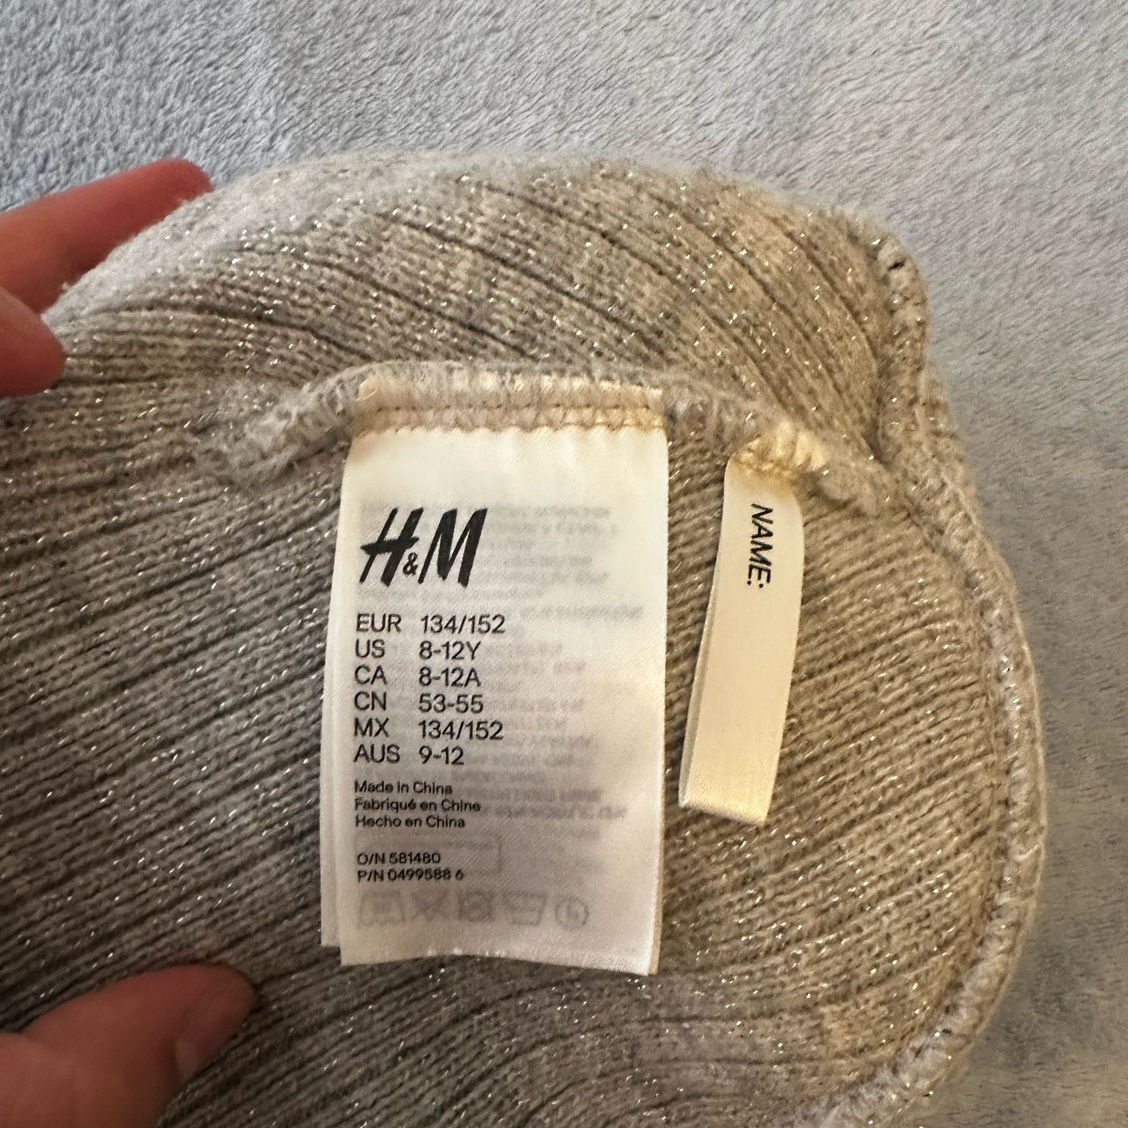 H&M
EUR 134/152
US 8-12Y
CA 8-12A
CN 53-55
MX 134/152
AUS 9-12
Made in China
Fabriqué en Chine
Hecho en China
O/N 581480
P/N 0499588 6
NAME: